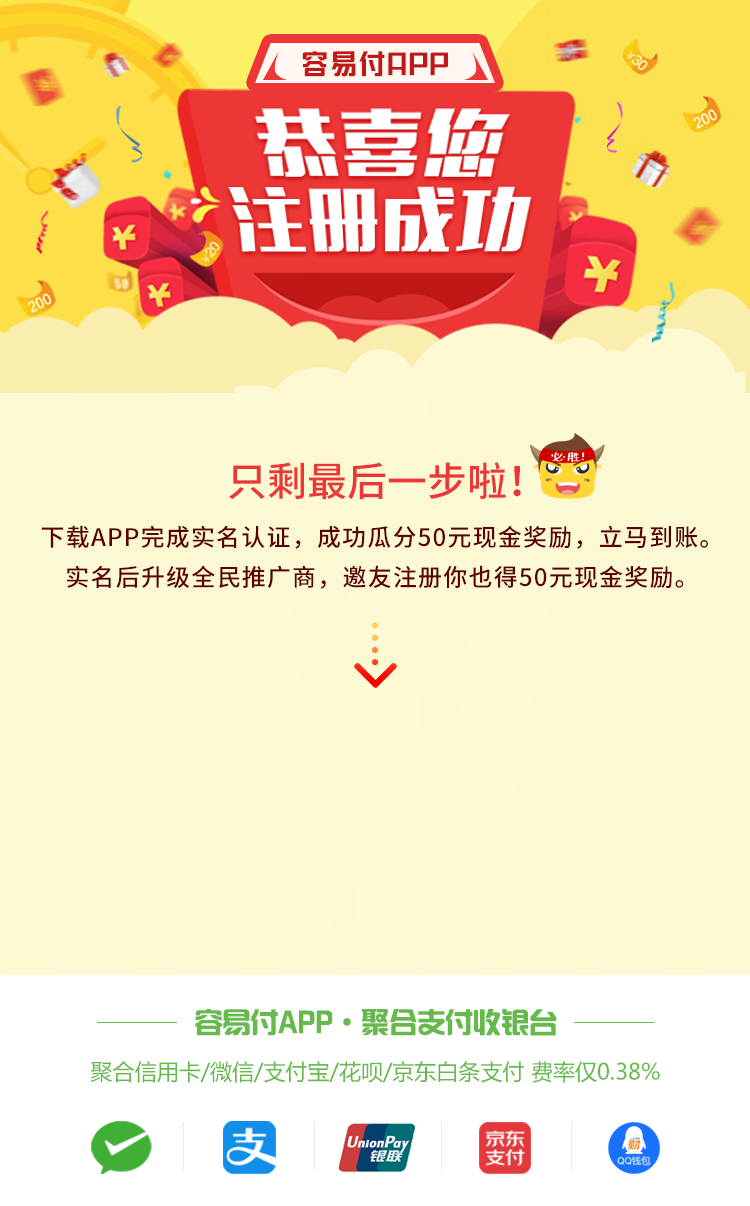 容易付APP
恭喜您
注册成功
¥30
200
¥20
¥
¥
¥
¥
200
必胜!
只剩最后一步啦!
下载APP完成实名认证，成功瓜分50元现金奖励，立马到账。
实名后升级全民推广商，邀友注册你也得50元现金奖励。
容易付APP·聚合支付收银台
聚合信用卡/微信/支付宝/花呗/京东白条支付 费率仅0.38%
支
UnionPay
银联
京东
支付
财
QQ钱包